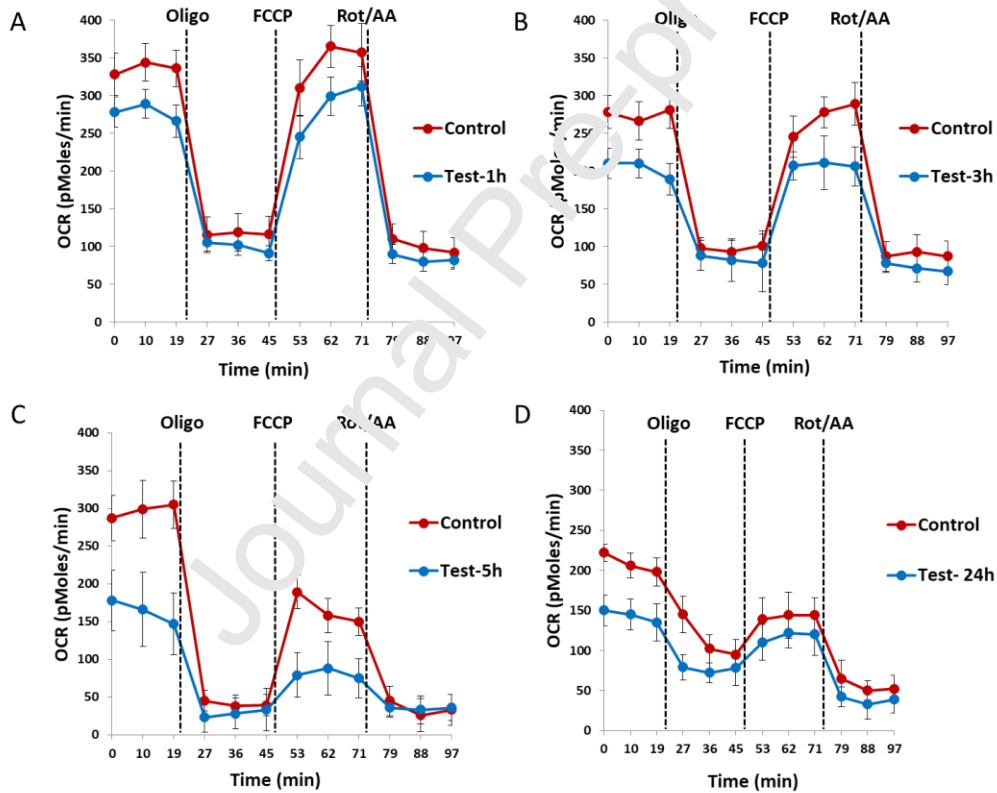 A
Oligo FCCP Rot/AA
400
350
300
250
200
150
100
50
0
OCR (pMoles/min)
Control
Test-1h
0 10 19 27 36 45 53 62 71 88 97
Time (min)
B
FCCP Rot/AA
400
350
300
250
150
100
50
0
OCR (pMoles/min)
Control
Test-3h
0 10 19 27 36 45 53 62 71 79 88 97
Time (min)
C
Oligo FCCP Rot/AA
400
350
300
250
200
150
100
50
0
OCR (pMoles/min)
Control
Test-5h
0 10 19 27 36 45 53 62 71 79 88 97
Time (min)
D
Oligo FCCP Rot/AA
400
350
300
250
200
150
100
50
0
OCR (pMoles/min)
Control
Test- 24h
0 10 19 27 36 45 53 62 71 79 88 97
Time (min)
Journal